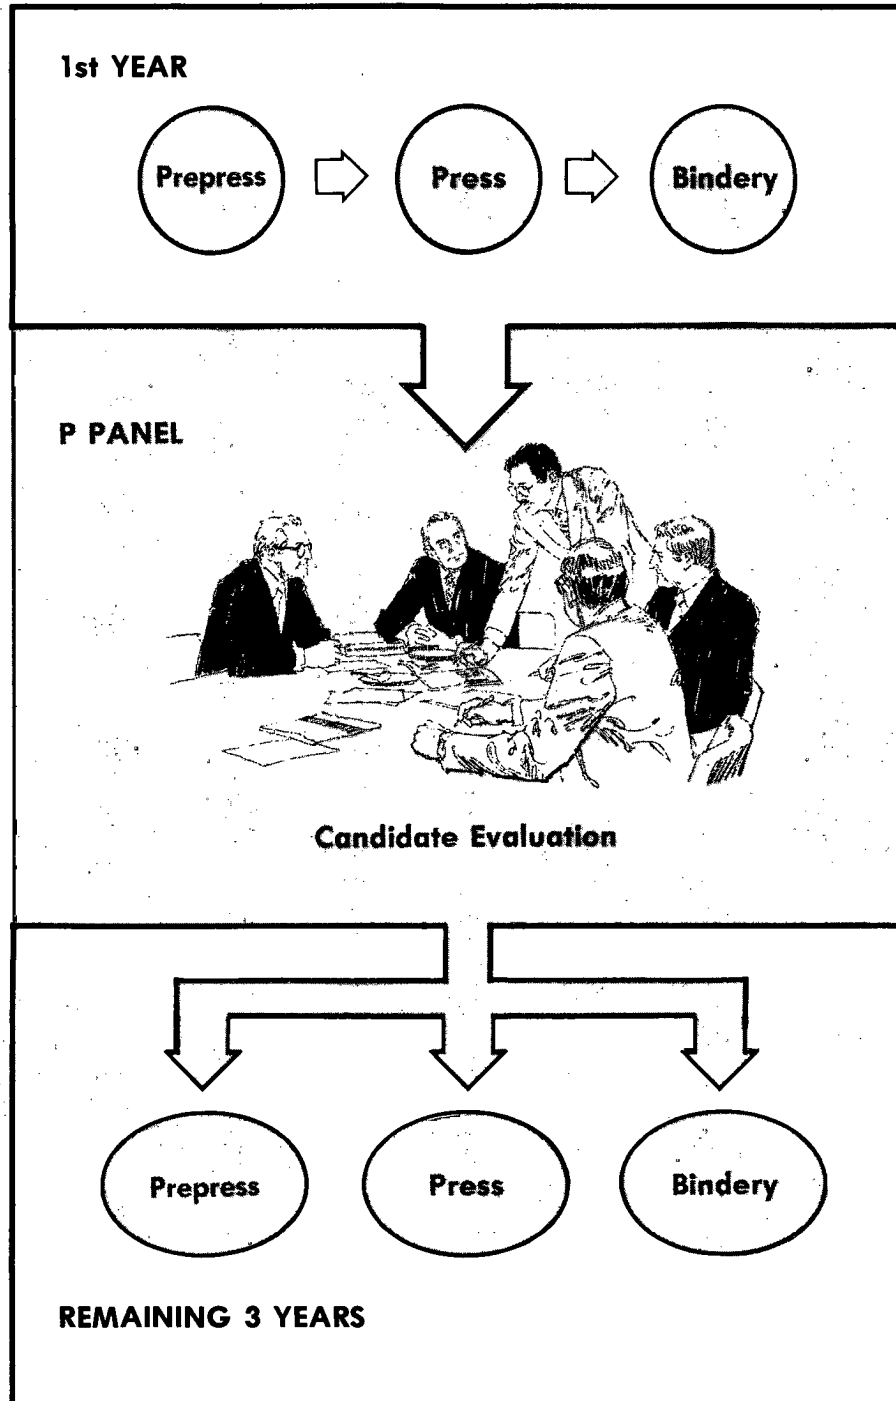 1st YEAR
Prepress
Press
Bindery
P PANEL
Candidate Evaluation
Prepress
Press
Bindery
REMAINING 3 YEARS